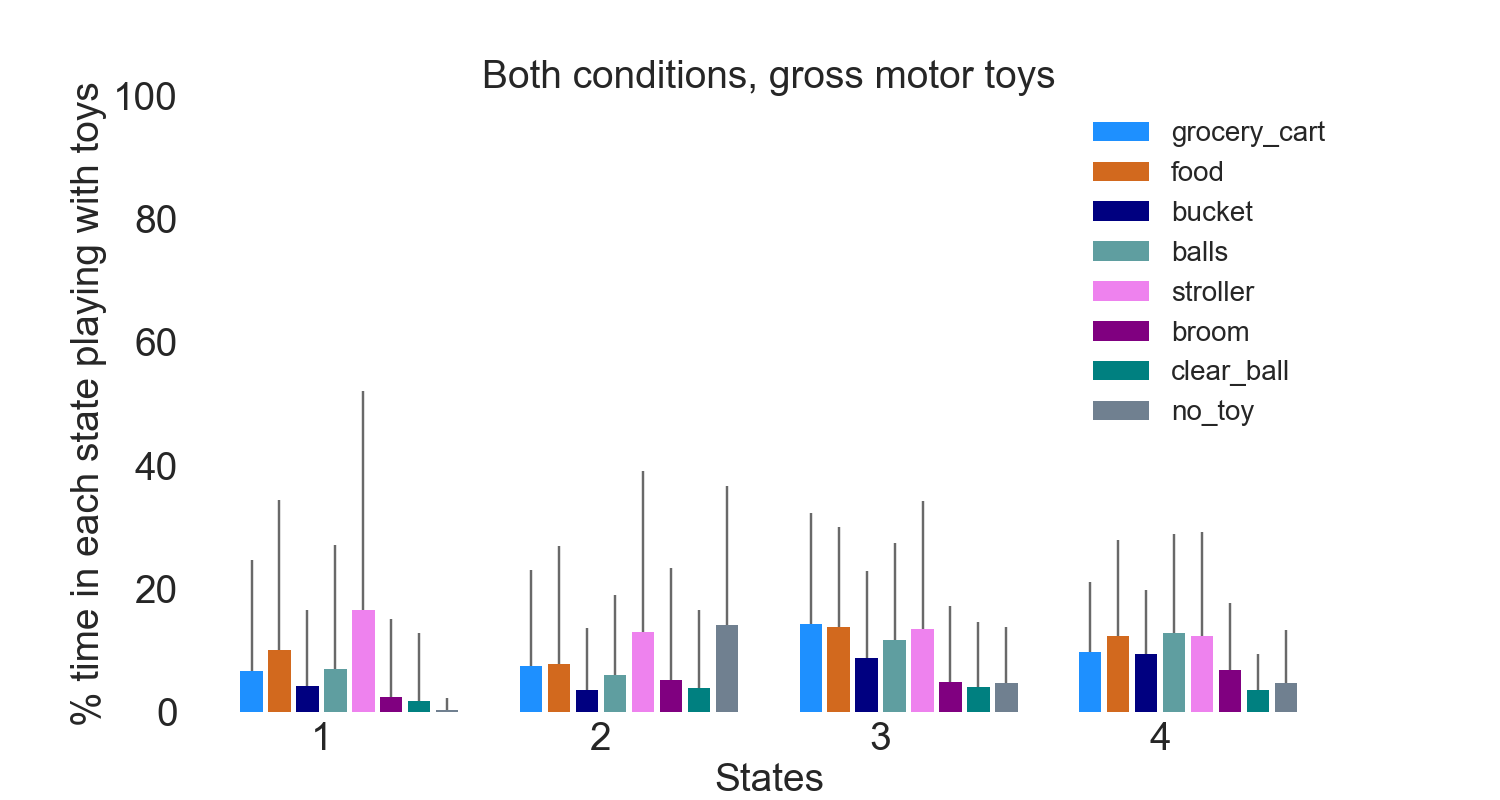 Both conditions, gross motor toys
% time in each state playing with toys
100
80
60
40
20
0
grocery_cart
food
bucket
balls
stroller
broom
clear_ball
no_toy
1 2 3 4
States